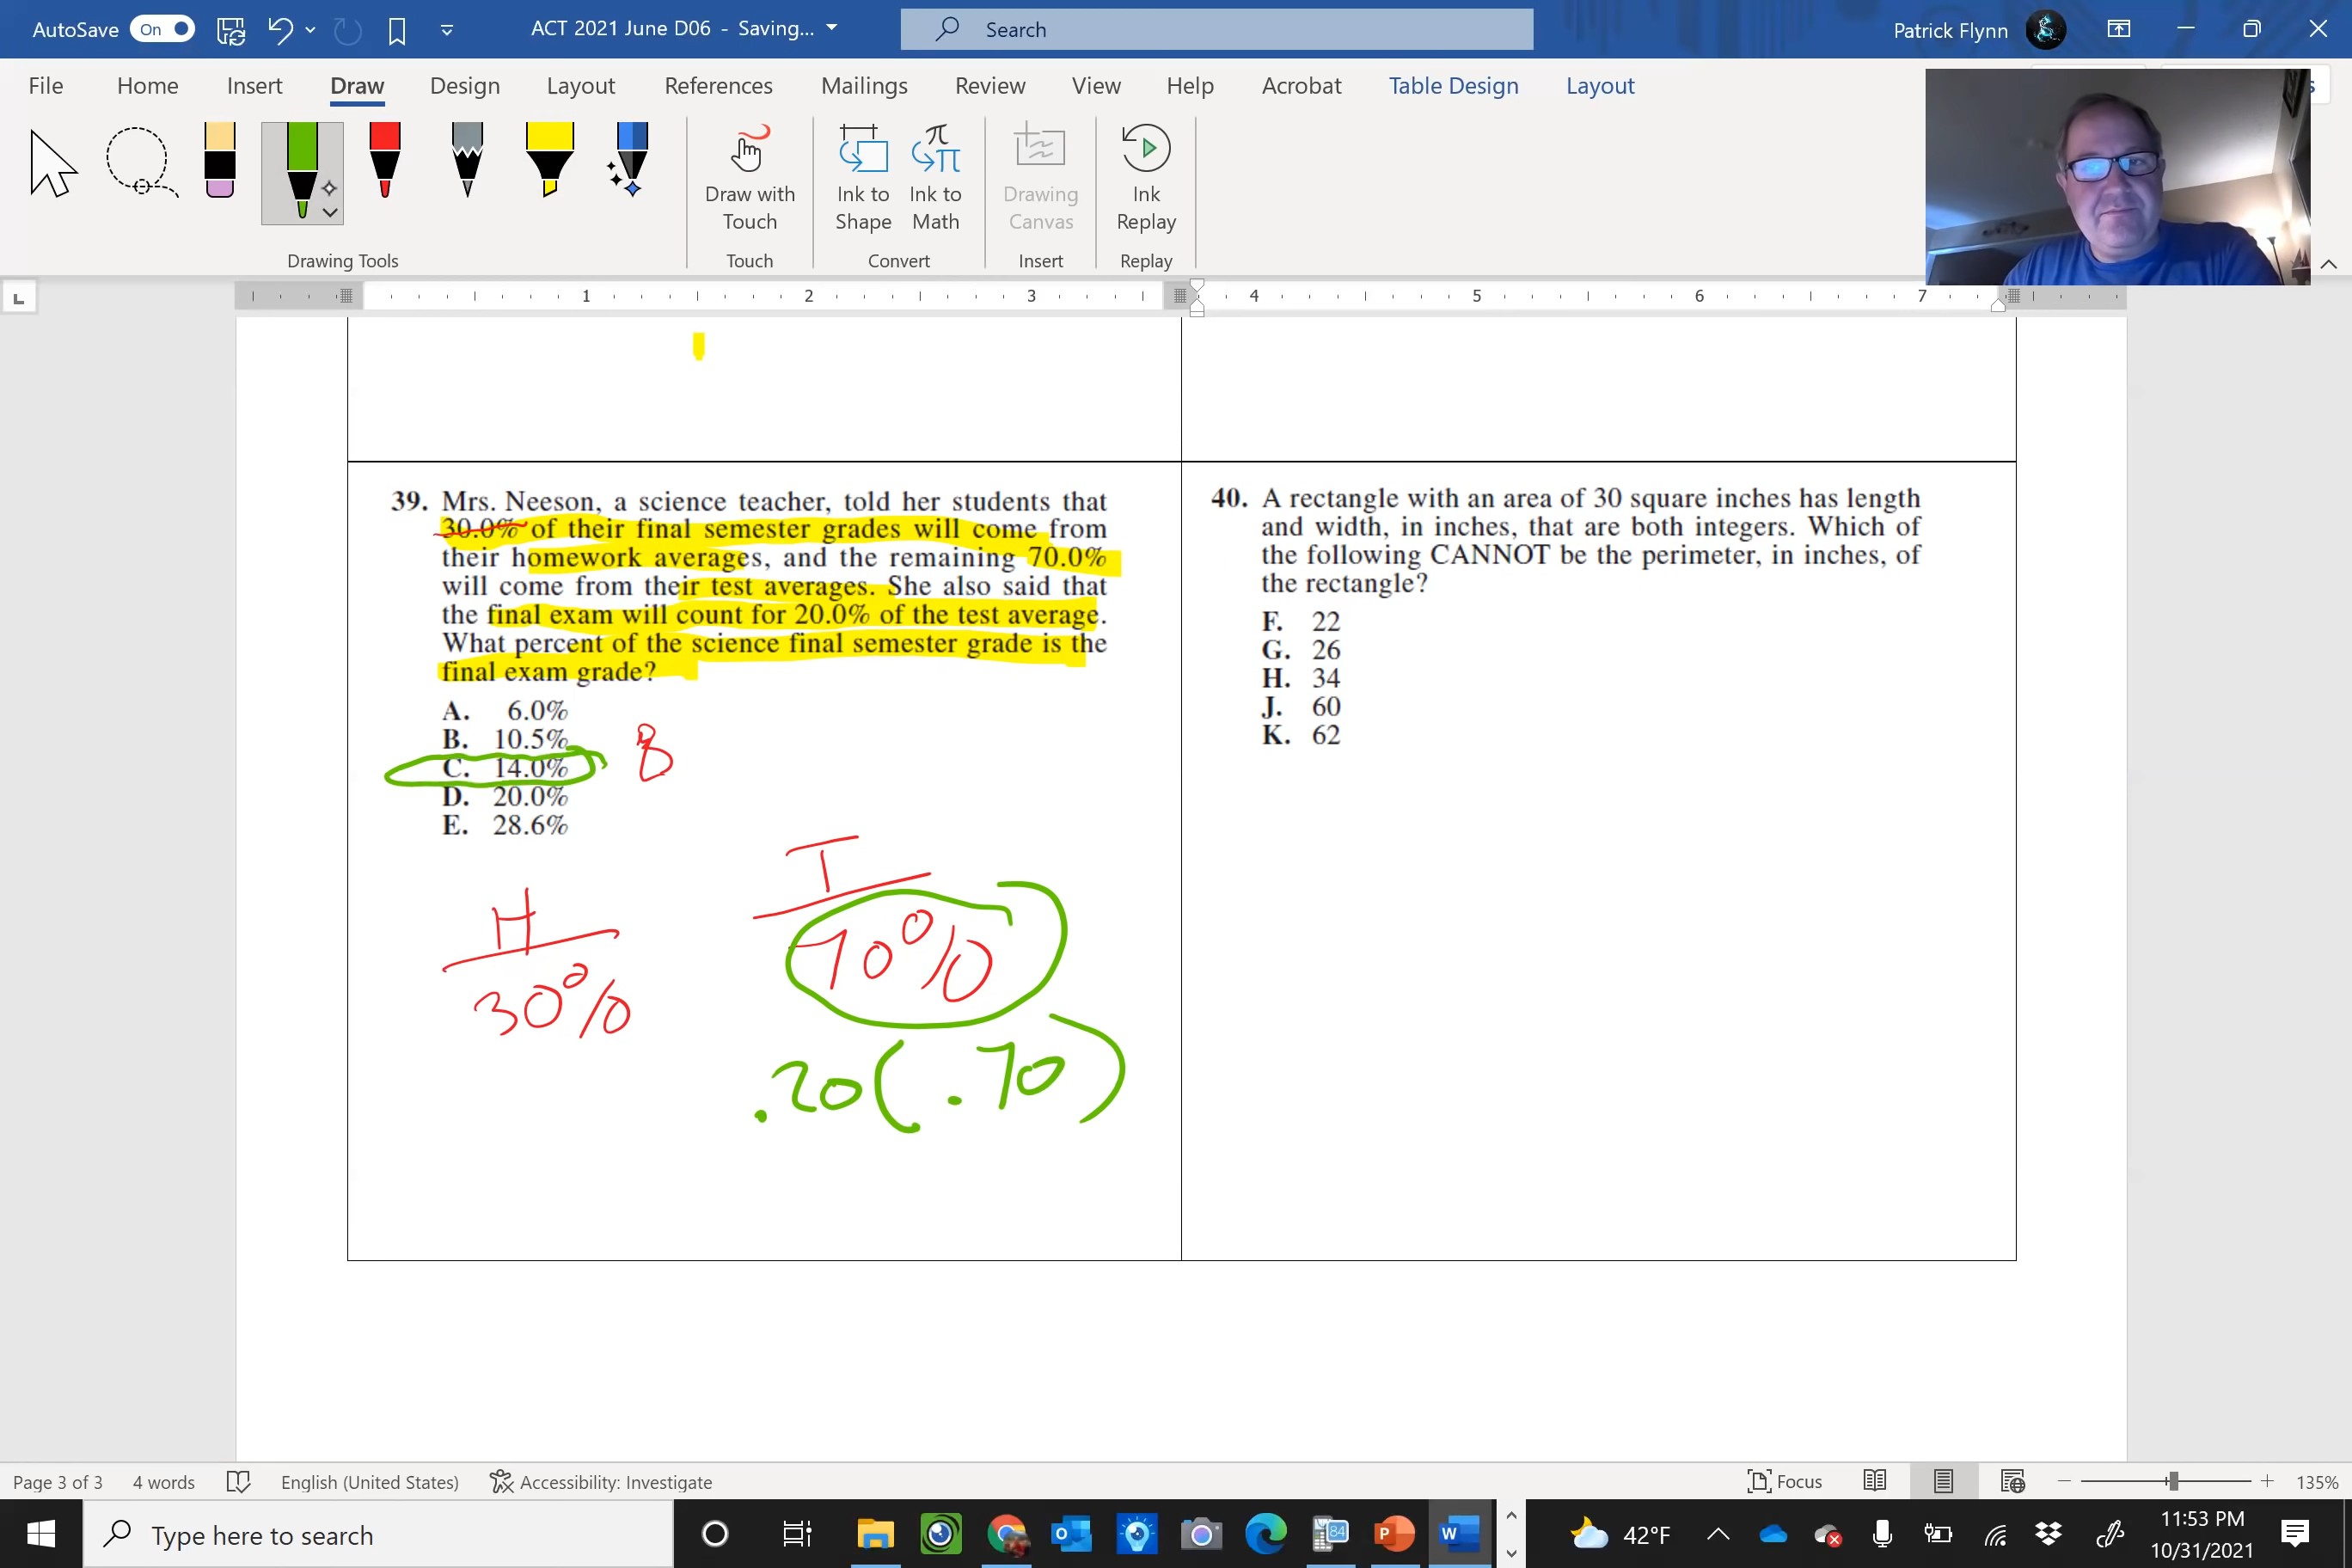 AutoSave On ACT 2021 June D06 - Saving... Search Patrick Flynn
File Home Insert Draw Design Layout References Mailings Review View Help Acrobat Table Design Layout
Draw with Touch
Ink to Shape
Ink to Math
Drawing Canvas
Ink Replay
Drawing Tools Touch Convert Insert Replay
1 2 3 4 5 6 7
39. Mrs. Neeson, a science teacher, told her students that
30.0% of their final semester grades will come from
their homework averages, and the remaining 70.0%
will come from their test averages. She also said that
the final exam will count for 20.0% of the test average.
What percent of the science final semester grade is the
final exam grade?
A. 6.0%
B. 10.5%
C. 14.0%
D. 20.0%
E. 28.6%
H
30%
T
70%
.20(.70)
40. A rectangle with an area of 30 square inches has length
and width, in inches, that are both integers. Which of
the following CANNOT be the perimeter, in inches, of
the rectangle?
F. 22
G. 26
H. 34
J. 60
K. 62
Page 3 of 3 4 words English (United States) Accessibility: Investigate Focus 135%
Type here to search 84 42°F 11:53 PM
10/31/2021